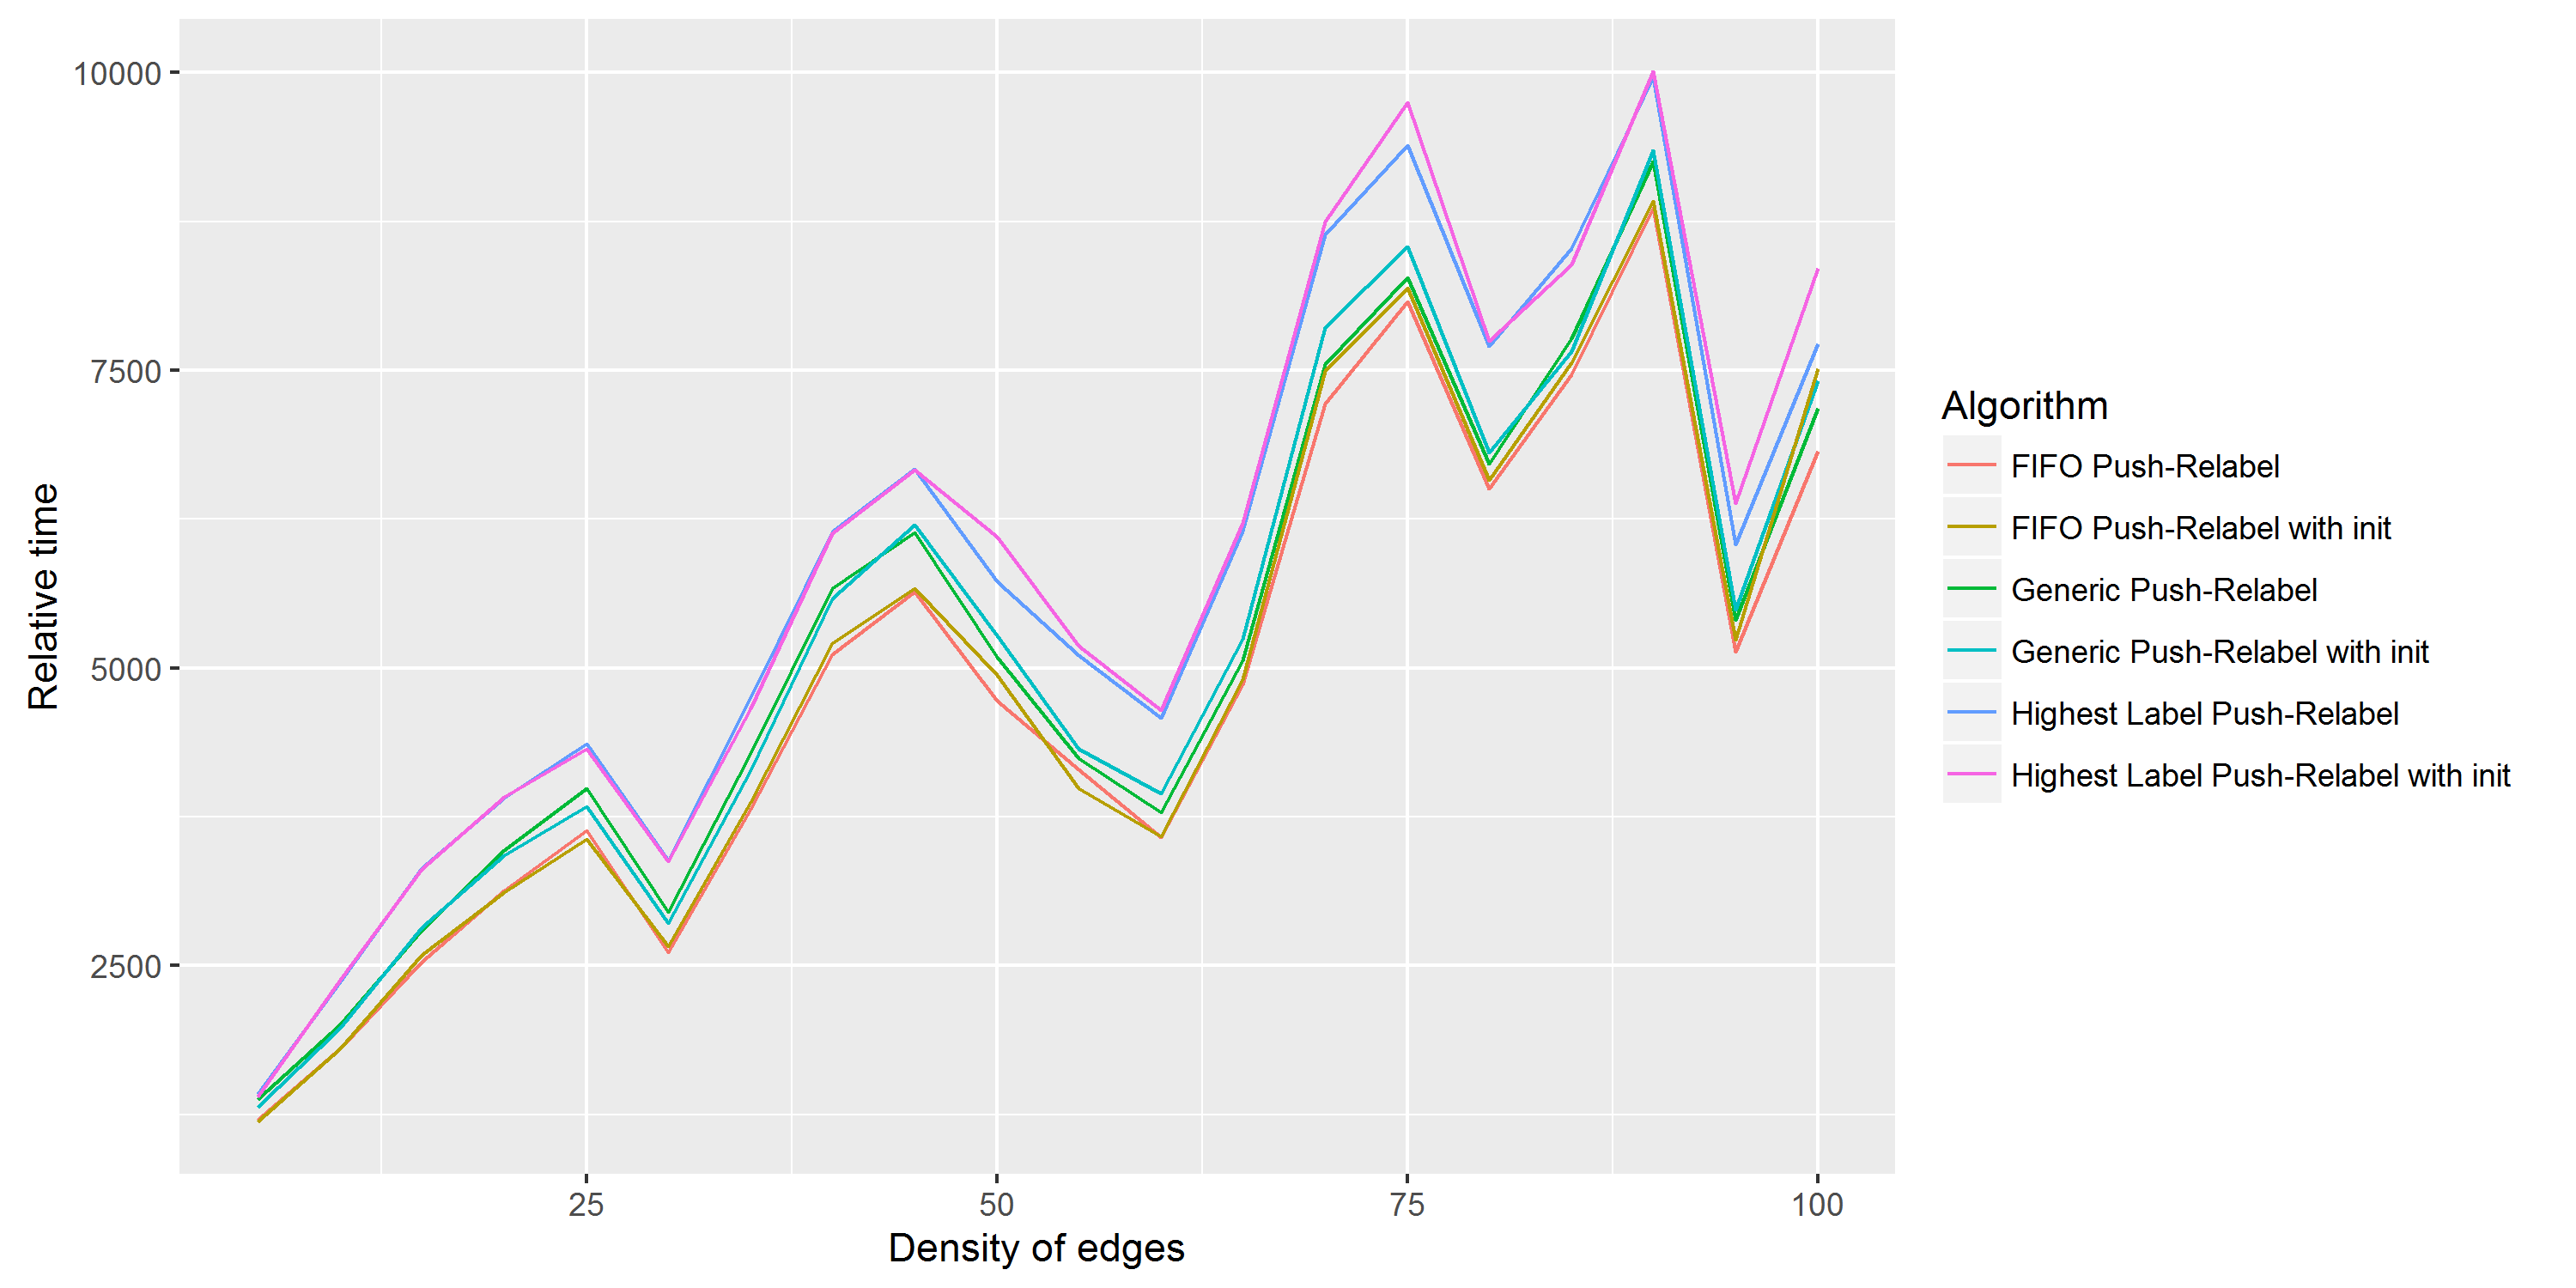 10000
7500
5000
2500
Relative time
25
50
75
100
Density of edges
Algorithm
FIFO Push-Relabel
FIFO Push-Relabel with init
Generic Push-Relabel
Generic Push-Relabel with init
Highest Label Push-Relabel
Highest Label Push-Relabel with init